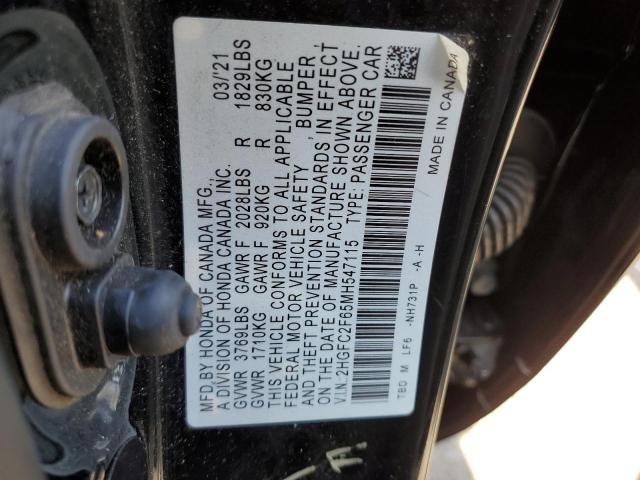 MFD. BY HONDA OF CANADA MFG., 03/'21
A DIVISION OF HONDA CANADA INC.
GVWR 3769LBS GAWR F 2028LBS R 1829LBS
GVWR 1710KG GAWR F 920KG R 830KG
THIS VEHICLE CONFORMS TO ALL APPLICABLE
FEDERAL MOTOR VEHICLE SAFETY , BUMPER,
AND THEFT PREVENTION STANDARDS IN EFFECT
ON THE DATE OF MANUFACTURE SHOWN ABOVE.
V.I.N.: 2HGFC2F65MH547115 TYPE: PASSENGER CAR
TBD M LF6 -NH731P -A -H
MADE IN CANADA